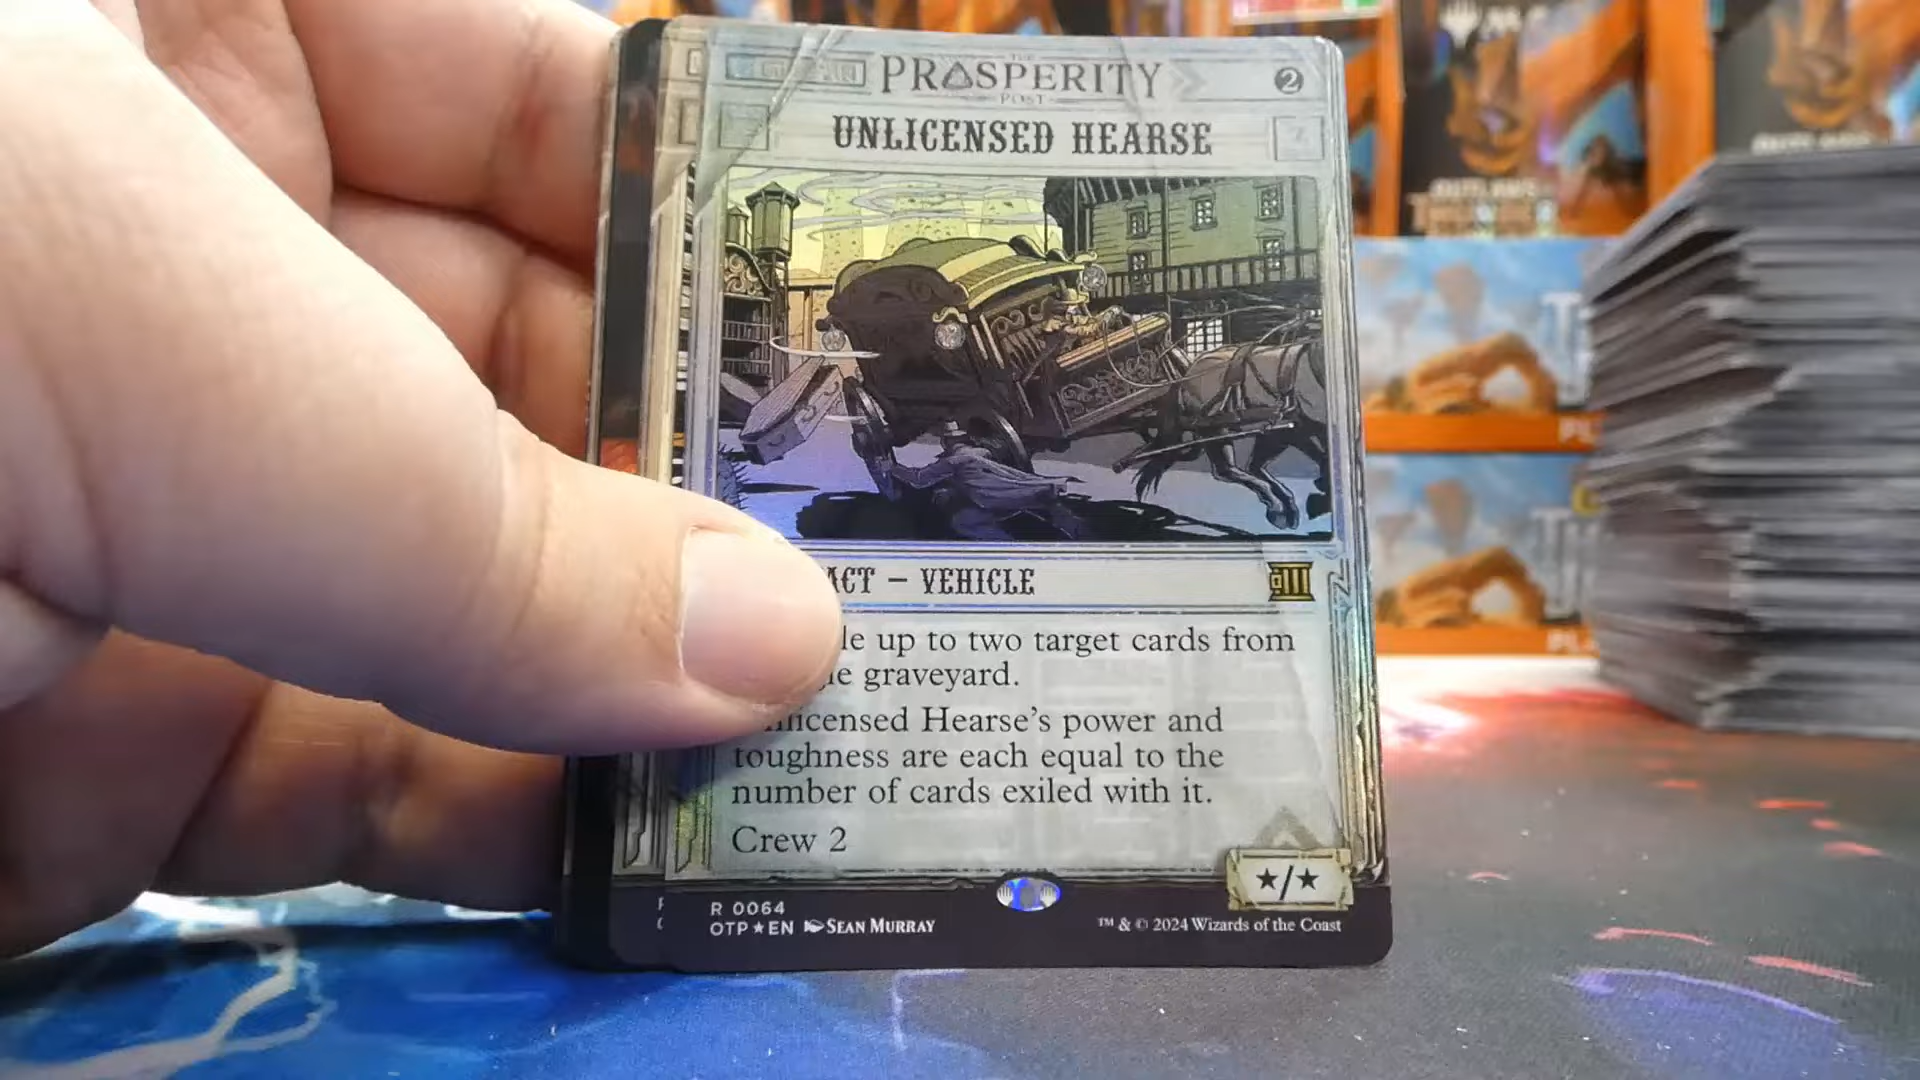 THE
PROSPERITY
POST
2
UNLICENSED HEARSE
ACT – VEHICLE
le up to two target cards from
le graveyard.
nlicensed Hearse's power and
toughness are each equal to the
number of cards exiled with it.
Crew 2
★/★
R 0064
OTP★EN SEAN MURRAY
™ & © 2024 Wizards of the Coast